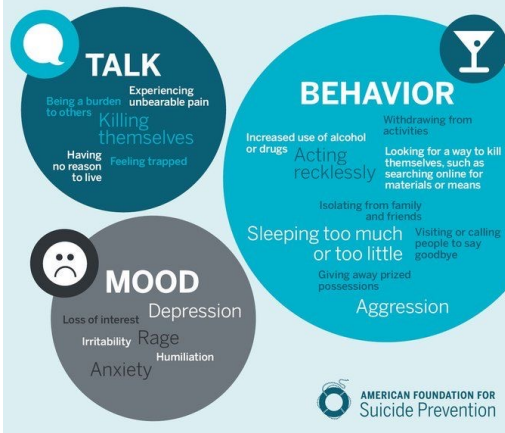 TALK
Experiencing
unbearable pain
Being a burden
to others
Killing
themselves
Having
no reason
to live
Feeling trapped
BEHAVIOR
Withdrawing from
activities
Increased use of alcohol
or drugs
Acting
recklessly
Looking for a way to kill
themselves, such as
searching online for
materials or means
Isolating from family
and friends
Sleeping too much
or too little
Visiting or calling
people to say
goodbye
Giving away prized
possessions
Aggression
MOOD
Depression
Loss of interest
Rage
Irritability
Humiliation
Anxiety
AMERICAN FOUNDATION FOR
Suicide Prevention